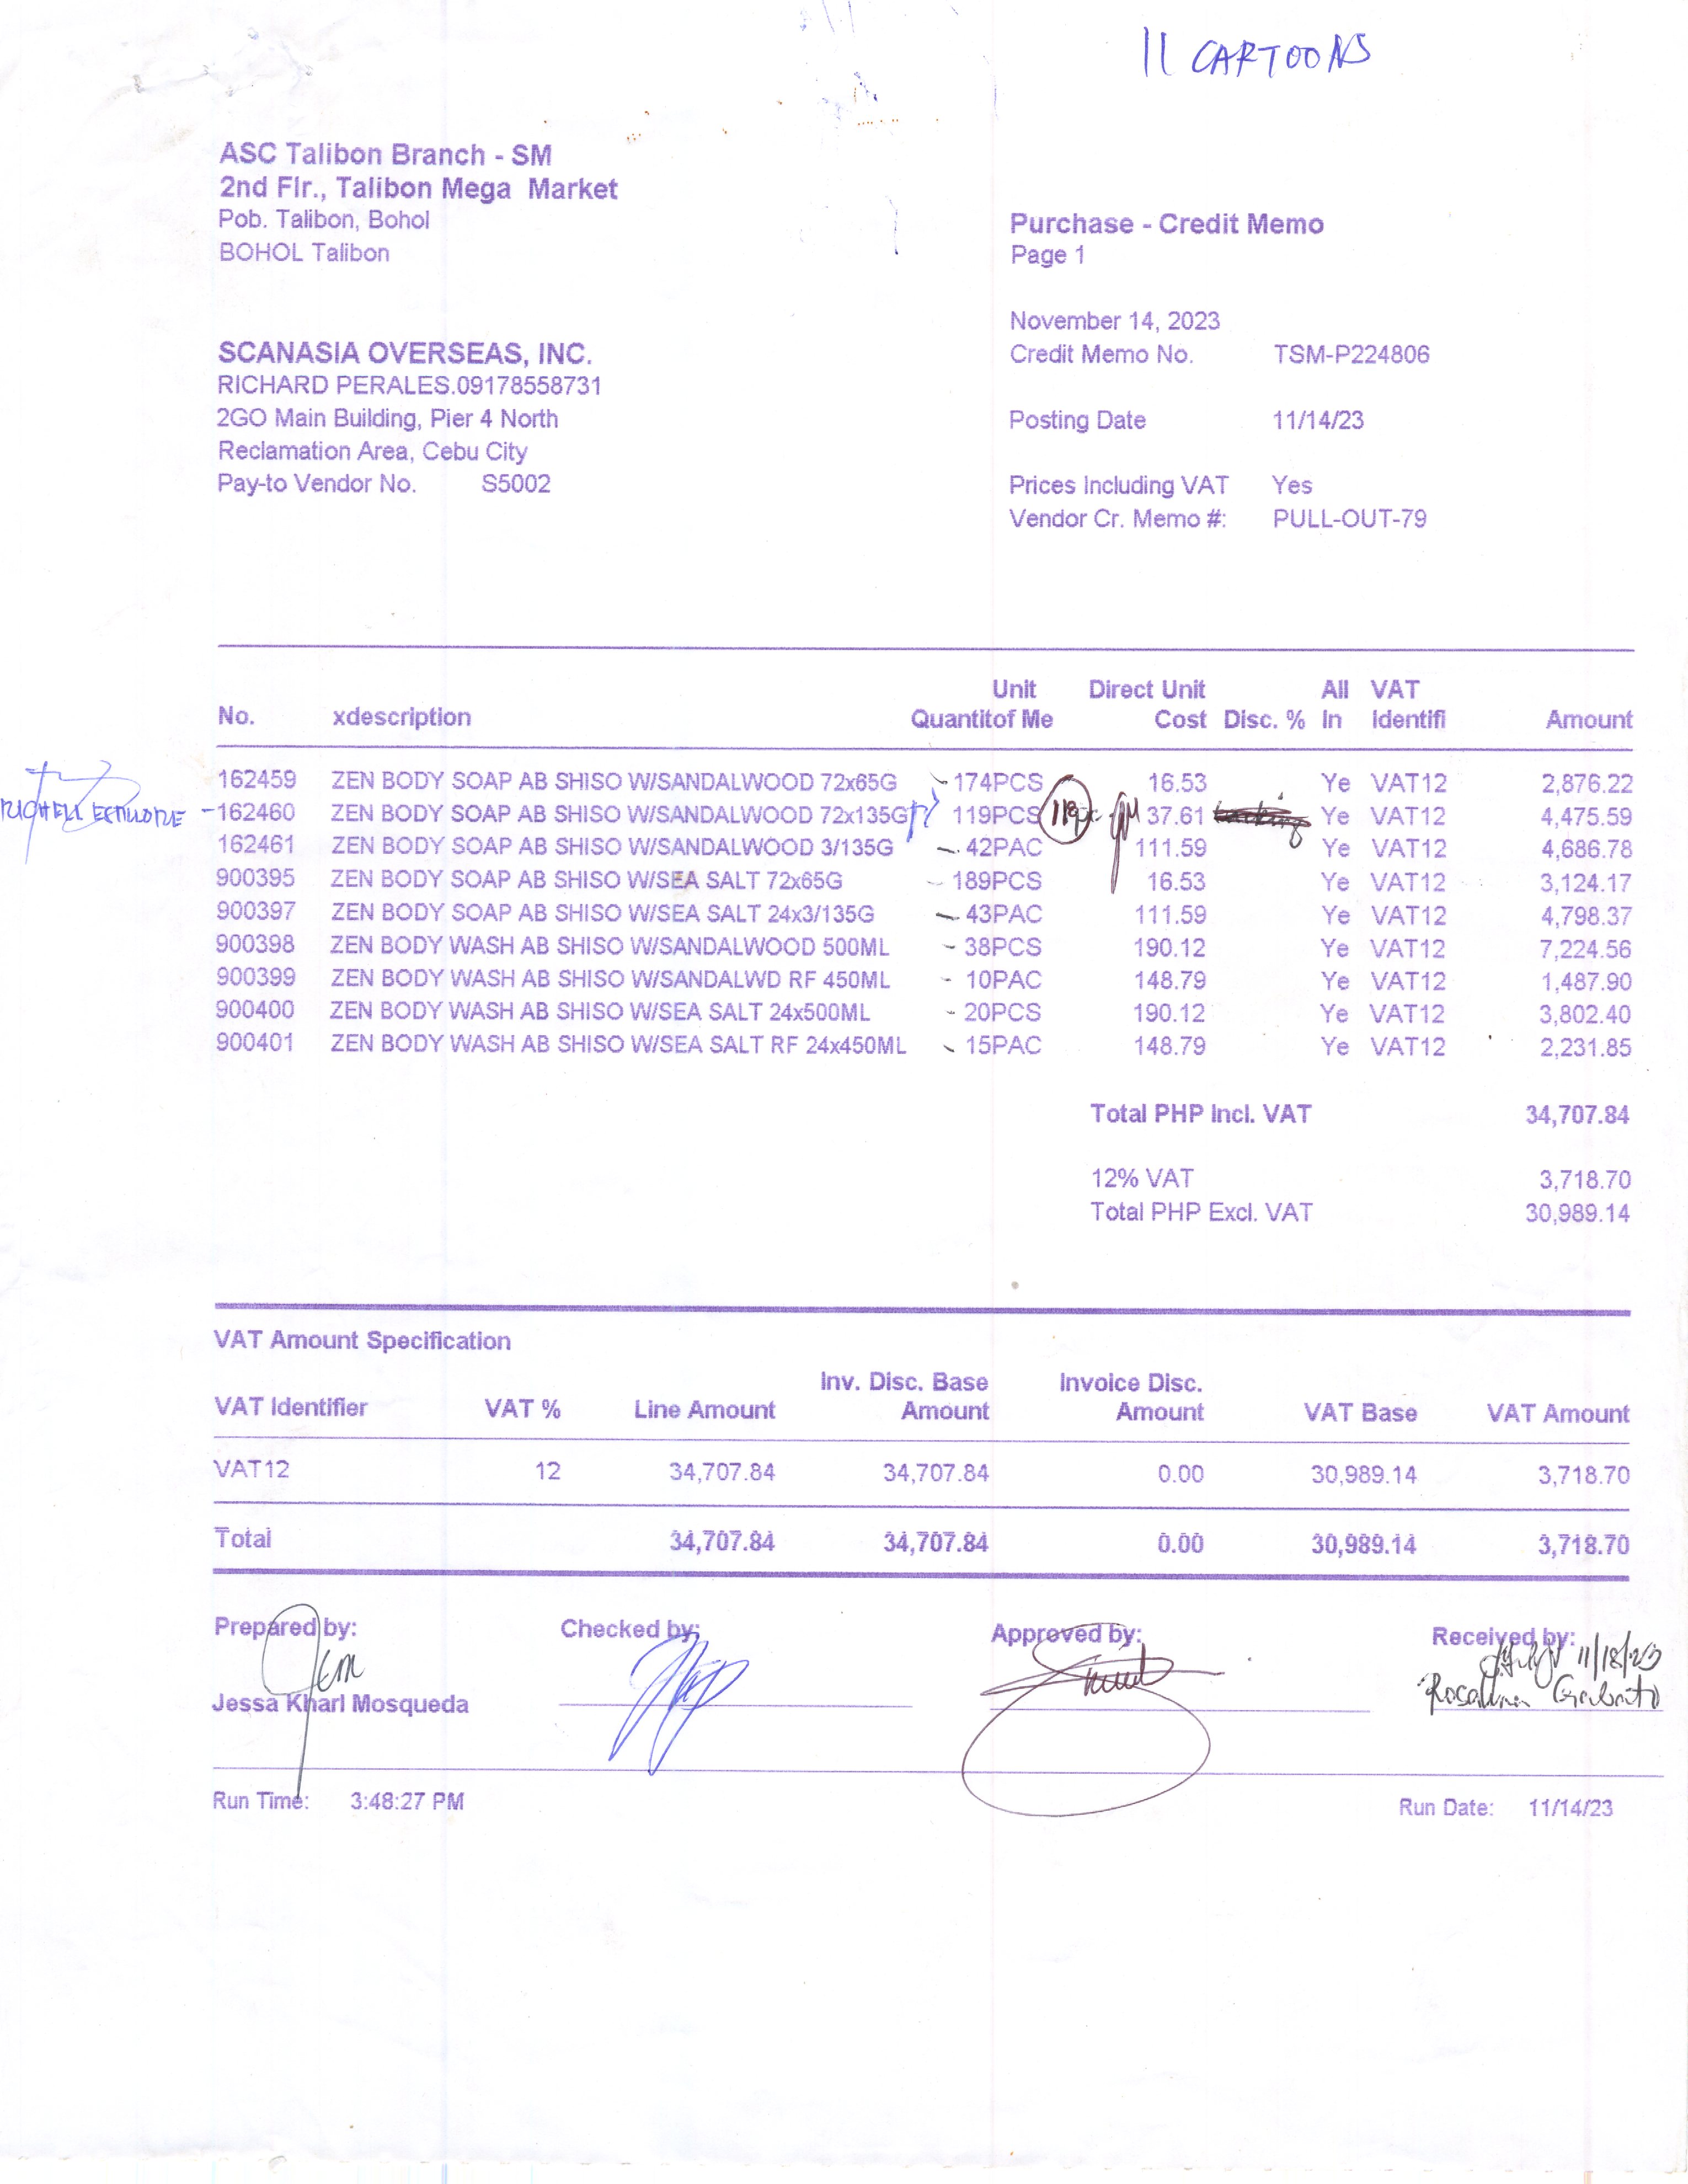 11 CARTOONS
ASC Talibon Branch - SM
2nd Flr., Talibon Mega Market
Pob. Talibon, Bohol
BOHOL Talibon
Purchase - Credit Memo
Page 1
November 14, 2023
Credit Memo No. TSM-P224806
Posting Date 11/14/23
Prices Including VAT Yes
Vendor Cr. Memo #: PULL-OUT-79
SCANASIA OVERSEAS, INC.
RICHARD PERALES.09178558731
2GO Main Building, Pier 4 North
Reclamation Area, Cebu City
Pay-to Vendor No. S5002
No. xdescription Quantit Unit of Me Direct Unit Cost Disc. % All In VAT Identifi Amount
162459 ZEN BODY SOAP AB SHISO W/SANDALWOOD 72x65G 174PCS 16.53 Ye VAT12 2,876.22
162460 ZEN BODY SOAP AB SHISO W/SANDALWOOD 72x135G 119PCS 118pc 37.61 Ye VAT12 4,475.59
162461 ZEN BODY SOAP AB SHISO W/SANDALWOOD 3/135G 42PAC 111.59 Ye VAT12 4,686.78
900395 ZEN BODY SOAP AB SHISO W/SEA SALT 72x65G 189PCS 16.53 Ye VAT12 3,124.17
900397 ZEN BODY SOAP AB SHISO W/SEA SALT 24x3/135G 43PAC 111.59 Ye VAT12 4,798.37
900398 ZEN BODY WASH AB SHISO W/SANDALWOOD 500ML 38PCS 190.12 Ye VAT12 7,224.56
900399 ZEN BODY WASH AB SHISO W/SANDALWD RF 450ML 10PAC 148.79 Ye VAT12 1,487.90
900400 ZEN BODY WASH AB SHISO W/SEA SALT 24x500ML 20PCS 190.12 Ye VAT12 3,802.40
900401 ZEN BODY WASH AB SHISO W/SEA SALT RF 24x450ML 15PAC 148.79 Ye VAT12 2,231.85
Total PHP Incl. VAT 34,707.84
12% VAT 3,718.70
Total PHP Excl. VAT 30,989.14
VAT Amount Specification
VAT Identifier VAT % Line Amount Inv. Disc. Base Amount Invoice Disc. Amount VAT Base VAT Amount
VAT12 12 34,707.84 34,707.84 0.00 30,989.14 3,718.70
Total 34,707.84 34,707.84 0.00 30,989.14 3,718.70
Prepared by: Checked by: Approved by: Received by:
11/18/23
Jessa Kharl Mosqueda
Run Time: 3:48:27 PM Run Date: 11/14/23